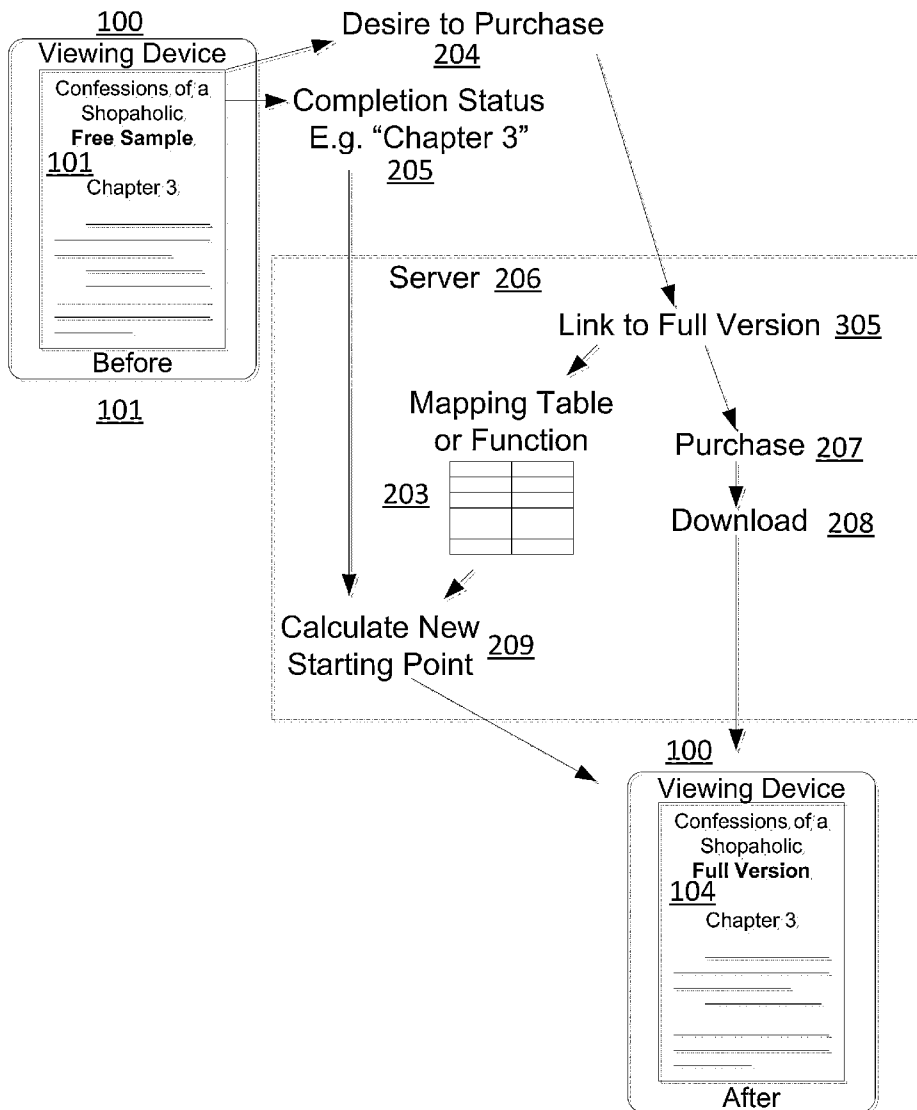 100
Viewing Device
Confessions of a
Shopaholic
Free Sample
101
Chapter 3
Before
101
Desire to Purchase
204
Completion Status
E.g. “Chapter 3”
205
Server 206
Link to Full Version 305
Mapping Table
or Function
203
Purchase 207
Download 208
Calculate New
Starting Point 209
100
Viewing Device
Confessions of a
Shopaholic
Full Version
104
Chapter 3
After